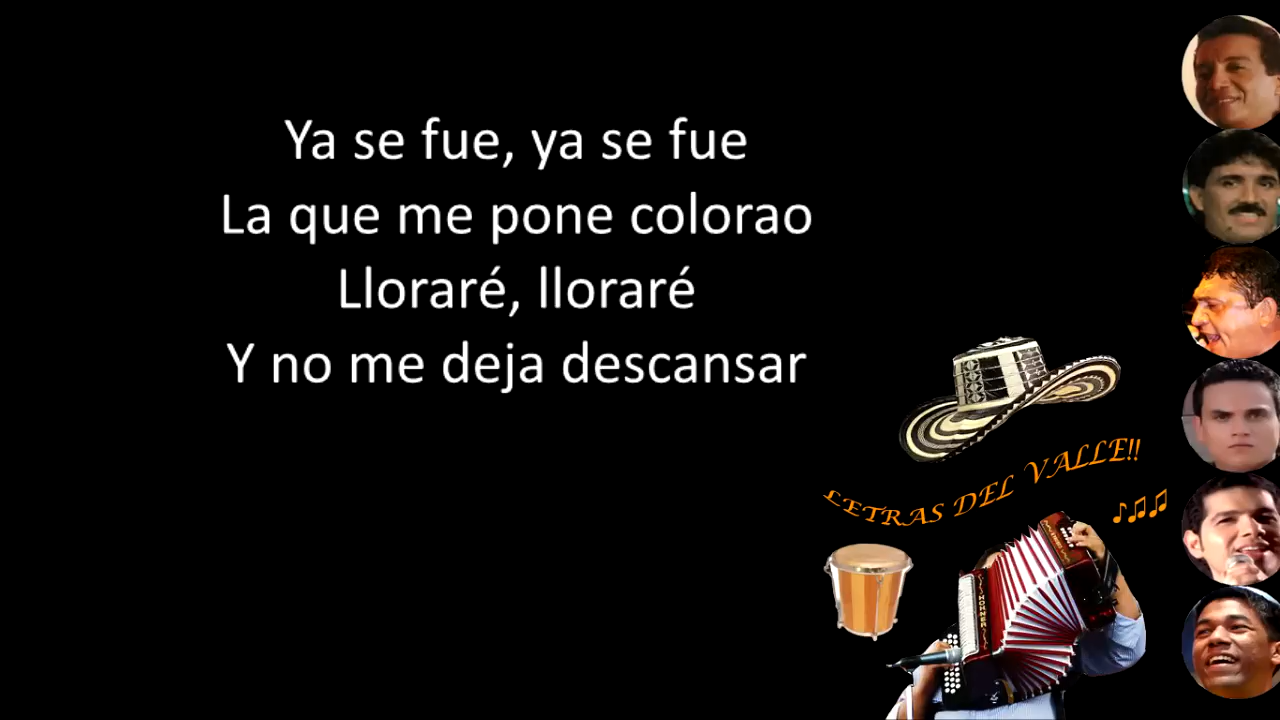 Ya se fue, ya se fue
La que me pone colorao
Lloraré, lloraré
Y no me deja descansar
LETRAS DEL VALLE!!
HOHNER